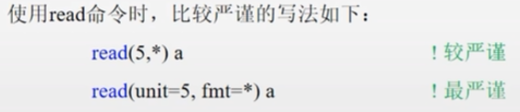 使用read命令时，比较严谨的写法如下：
read(5,*) a ！较严谨
read(unit=5, fmt=*) a ！最严谨